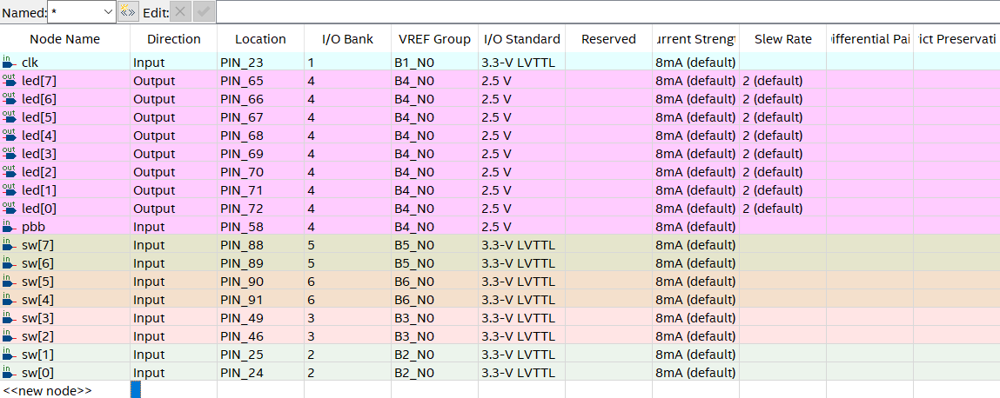 Named: * Edit:
Node Name Direction Location I/O Bank VREF Group I/O Standard Reserved urrent Strengt Slew Rate ifferential Pai ict Preservati
in clk Input PIN_23 1 B1_N0 3.3-V LVTTL 8mA (default)
out led[7] Output PIN_65 4 B4_N0 2.5 V 8mA (default) 2 (default)
out led[6] Output PIN_66 4 B4_N0 2.5 V 8mA (default) 2 (default)
out led[5] Output PIN_67 4 B4_N0 2.5 V 8mA (default) 2 (default)
out led[4] Output PIN_68 4 B4_N0 2.5 V 8mA (default) 2 (default)
out led[3] Output PIN_69 4 B4_N0 2.5 V 8mA (default) 2 (default)
out led[2] Output PIN_70 4 B4_N0 2.5 V 8mA (default) 2 (default)
out led[1] Output PIN_71 4 B4_N0 2.5 V 8mA (default) 2 (default)
out led[0] Output PIN_72 4 B4_N0 2.5 V 8mA (default) 2 (default)
in pbb Input PIN_58 4 B4_N0 2.5 V 8mA (default)
in sw[7] Input PIN_88 5 B5_N0 3.3-V LVTTL 8mA (default)
in sw[6] Input PIN_89 5 B5_N0 3.3-V LVTTL 8mA (default)
in sw[5] Input PIN_90 6 B6_N0 3.3-V LVTTL 8mA (default)
in sw[4] Input PIN_91 6 B6_N0 3.3-V LVTTL 8mA (default)
in sw[3] Input PIN_49 3 B3_N0 3.3-V LVTTL 8mA (default)
in sw[2] Input PIN_46 3 B3_N0 3.3-V LVTTL 8mA (default)
in sw[1] Input PIN_25 2 B2_N0 3.3-V LVTTL 8mA (default)
in sw[0] Input PIN_24 2 B2_N0 3.3-V LVTTL 8mA (default)
<<new node>>